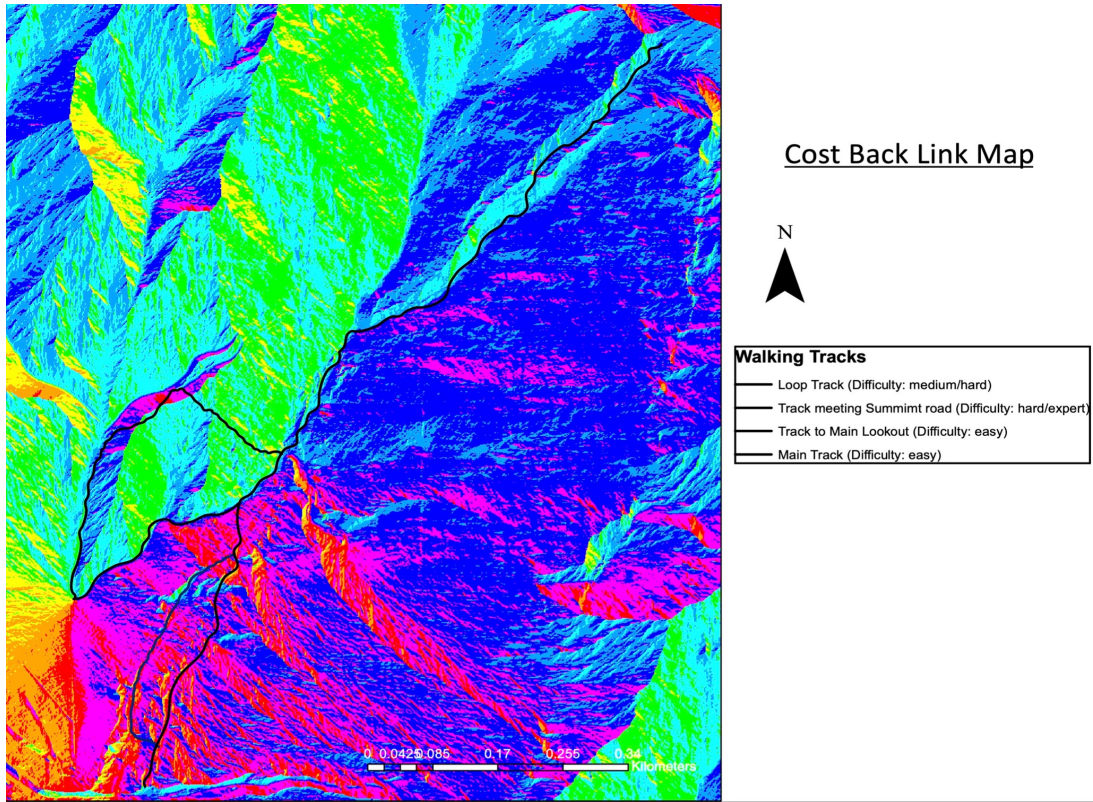 Cost Back Link Map
N
Walking Tracks
Loop Track (Difficulty: medium/hard)
Track meeting Summimt road (Difficulty: hard/expert)
Track to Main Lookout (Difficulty: easy)
Main Track (Difficulty: easy)
0 0.0425 0.085 0.17 0.255 0.34
Kilometers